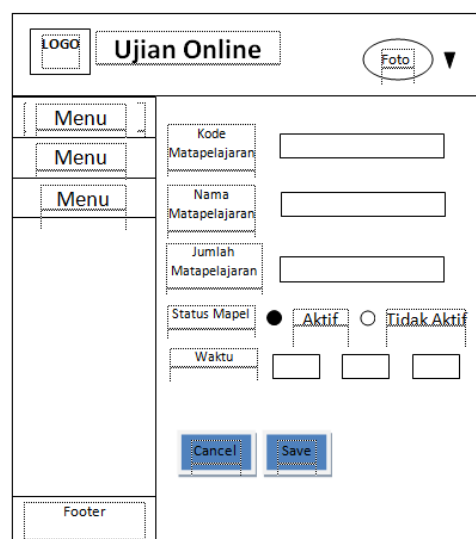 LOGO
Ujian Online
Foto
Menu
Menu
Menu
Kode
Matapelajaran
Nama
Matapelajaran
Jumlah
Matapelajaran
Status Mapel
Aktif
Tidak Aktif
Waktu
Cancel
Save
Footer